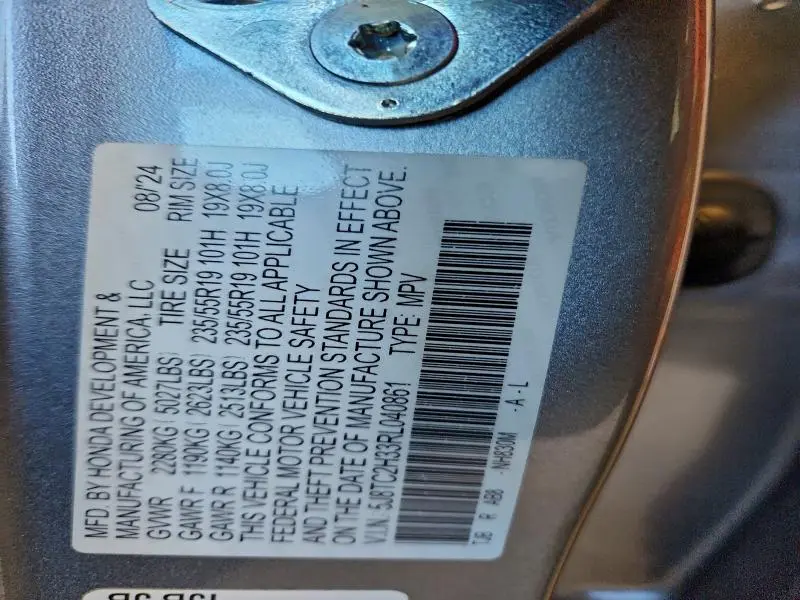 MFD. BY HONDA DEVELOPMENT &
MANUFACTURING OF AMERICA, LLC 08/'24
GVWR 2280KG(5027LBS) TIRE SIZE RIM SIZE
GAWR F 1190KG(2623LBS) 235/55R19 101H 19X8.0J
GAWR R 1140KG(2513LBS) 235/55R19 101H 19X8.0J
THIS VEHICLE CONFORMS TO ALL APPLICABLE
FEDERAL MOTOR VEHICLE SAFETY
AND THEFT PREVENTION STANDARDS IN EFFECT
ON THE DATE OF MANUFACTURE SHOWN ABOVE.
V.I.N: 5J8TC2H33RL040861 TYPE: MPV
TJB R AB8 -NH830M -A-L